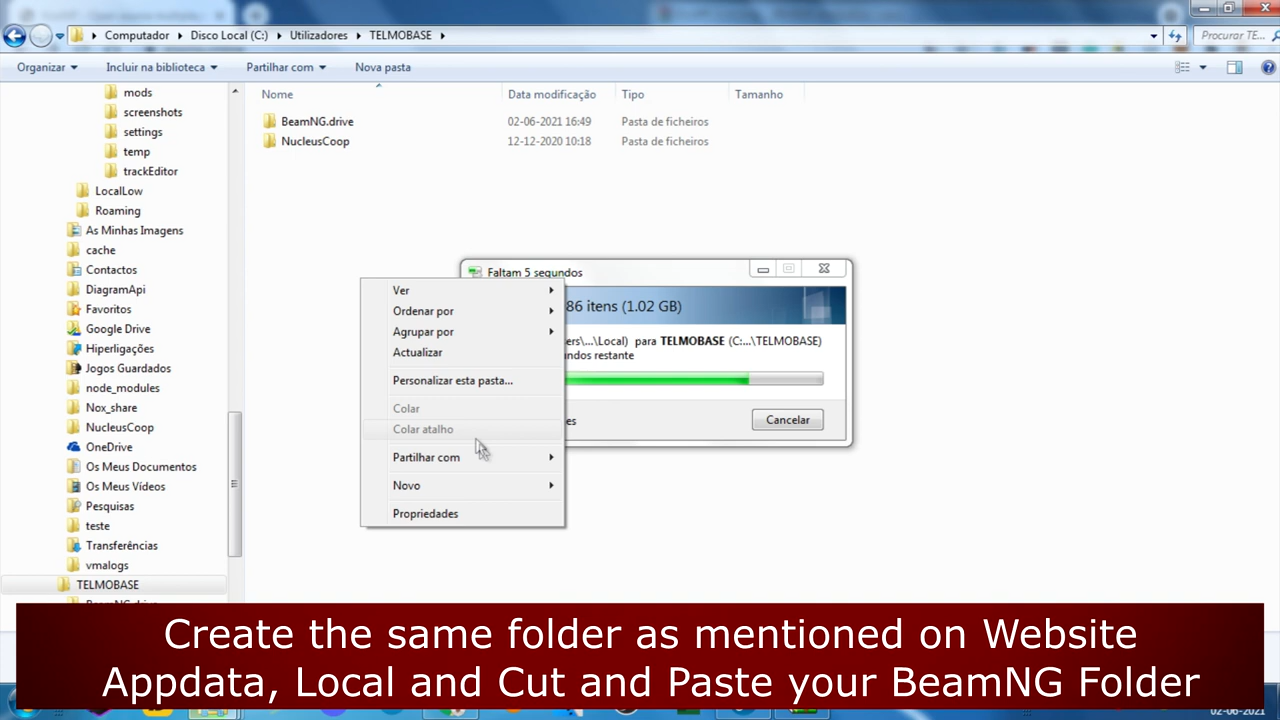 Computador
Disco Local (C:)
Utilizadores
TELMOBASE
Procurar TE...
Organizar
Incluir na biblioteca
Partilhar com
Nova pasta
mods
screenshots
settings
temp
trackEditor
LocalLow
Roaming
As Minhas Imagens
cache
Contactos
DiagramApi
Favoritos
Google Drive
Hiperligações
Jogos Guardados
node_modules
Nox_share
NucleusCoop
OneDrive
Os Meus Documentos
Os Meus Vídeos
Pesquisas
teste
Transferências
vmalogs
TELMOBASE
Nome
Data modificação
Tipo
Tamanho
BeamNG.drive
02-06-2021 16:49
Pasta de ficheiros
NucleusCoop
12-12-2020 10:18
Pasta de ficheiros
Faltam 5 segundos
86 itens (1.02 GB)
ers\...\Local) para TELMOBASE (C:...\TELMOBASE)
undos restante
es
Cancelar
Ver
Ordenar por
Agrupar por
Actualizar
Personalizar esta pasta...
Colar
Colar atalho
Partilhar com
Novo
Propriedades
Create the same folder as mentioned on Website
Appdata, Local and Cut and Paste your BeamNG Folder
02-06-2021